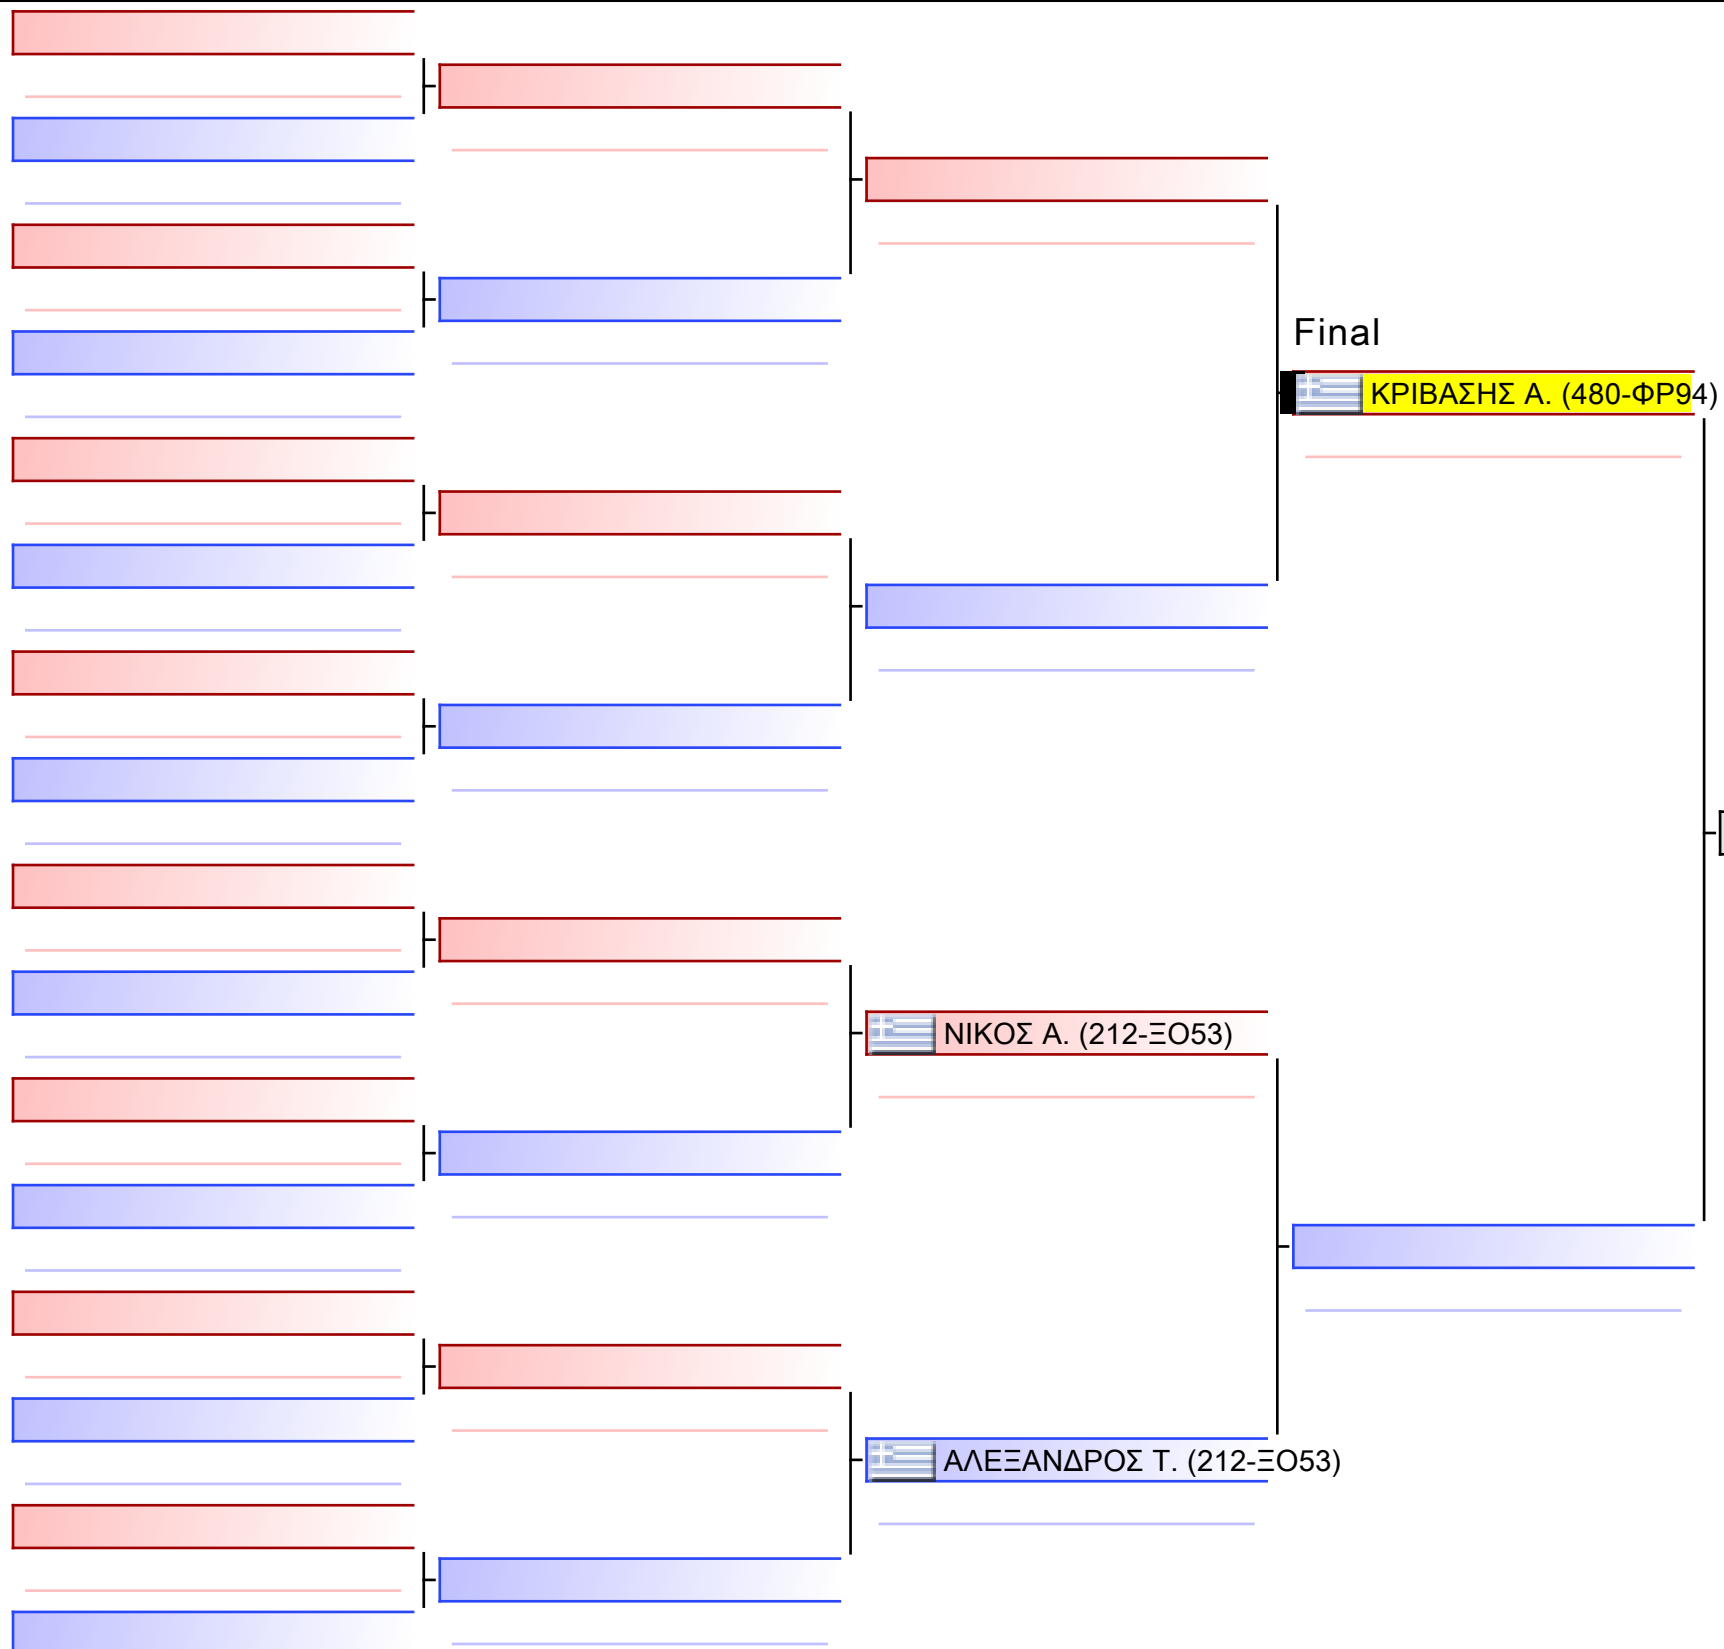 Final
ΚΡΙΒΑΣΗΣ Α. (480-ΦΡ94)
ΝΙΚΟΣ Α. (212-ΞΟ53)
ΑΛΕΞΑΝΔΡΟΣ Τ. (212-ΞΟ53)